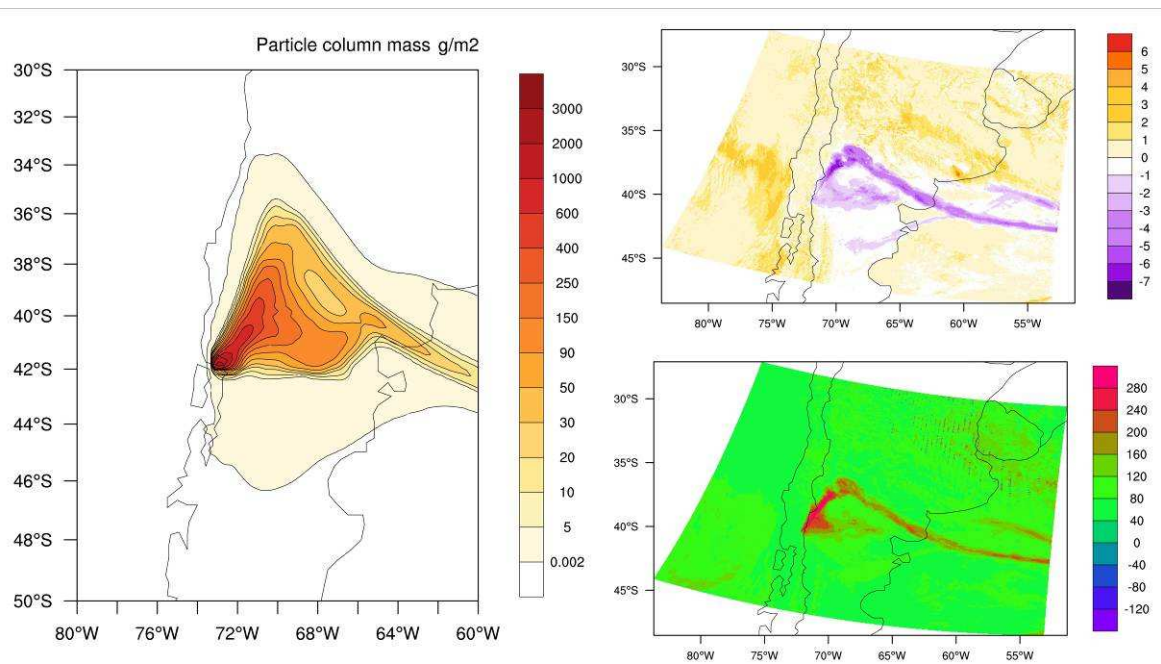 Particle column mass g/m2
30°S
32°S
34°S
36°S
38°S
40°S
42°S
44°S
46°S
48°S
50°S
80°W
76°W
72°W
68°W
64°W
60°W
3000
2000
1000
600
400
250
150
90
50
30
20
10
5
0.002
30°S
35°S
40°S
45°S
80°W
75°W
70°W
65°W
60°W
55°W
6
5
4
3
2
1
0
-1
-2
-3
-4
-5
-6
-7
30°S
35°S
40°S
45°S
80°W
75°W
70°W
65°W
60°W
55°W
280
240
200
160
120
80
40
0
-40
-80
-120